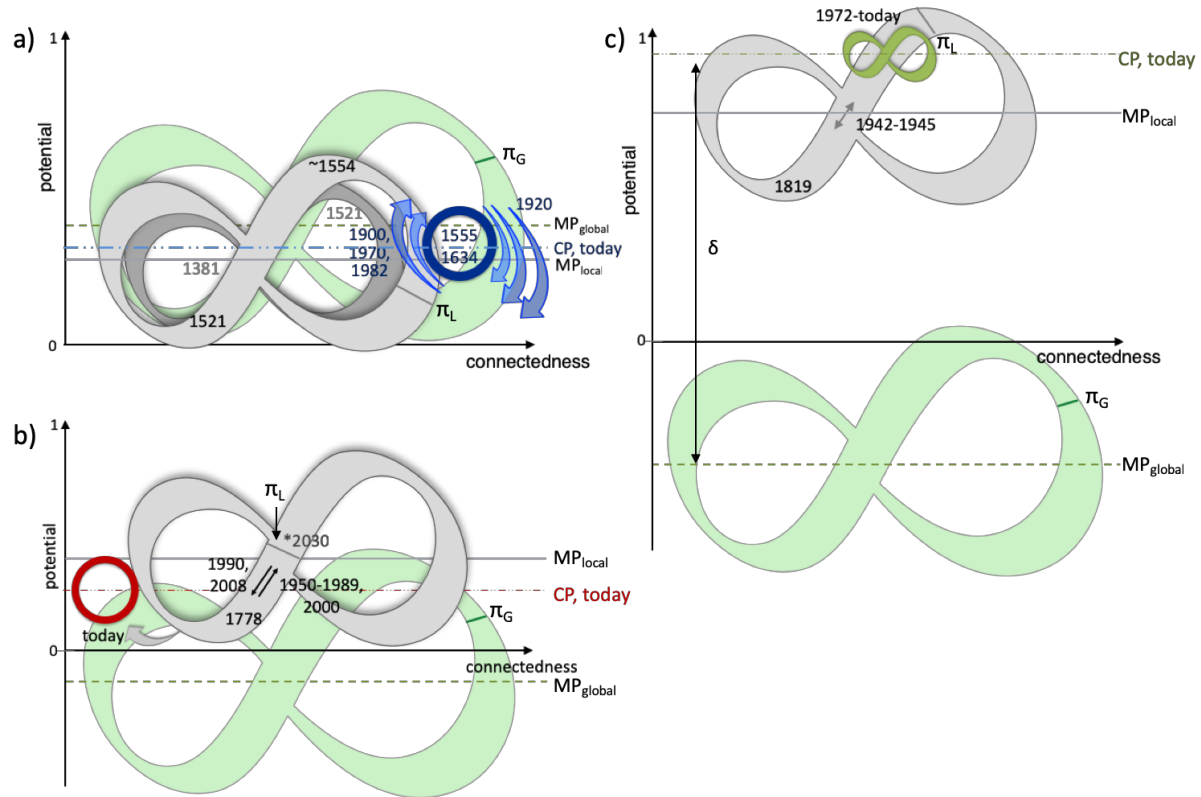 a)
1
potential
~1554
π_G
1521
1920
MP_global
1900,
1970,
1982
1555
1634
CP, today
MP_local
1381
1521
π_L
0
connectedness
b)
1
potential
π_L
*2030
MP_local
1990,
2008
1950-1989,
2000
CP, today
1778
π_G
today
0
connectedness
MP_global
c)
1972-today
1
π_L
CP, today
MP_local
1942-1945
1819
potential
δ
0
connectedness
π_G
MP_global